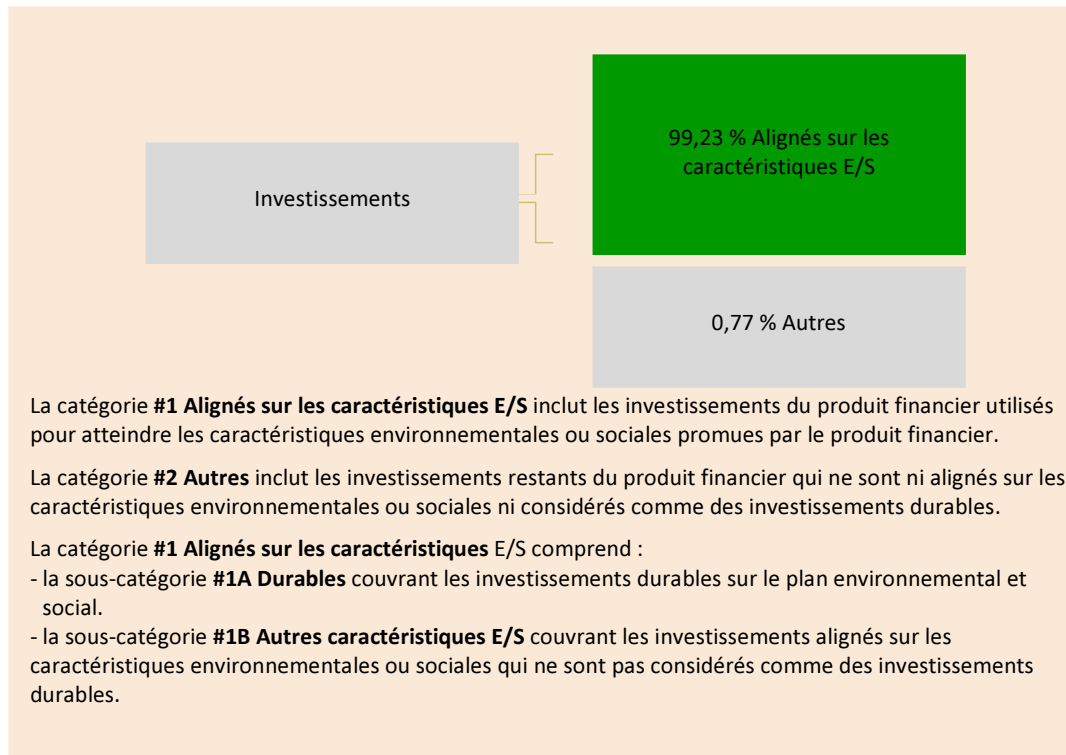 99,23 % Alignés sur les
caractéristiques E/S
Investissements
0,77 % Autres
La catégorie #1 Alignés sur les caractéristiques E/S inclut les investissements du produit financier utilisés
pour atteindre les caractéristiques environnementales ou sociales promues par le produit financier.
La catégorie #2 Autres inclut les investissements restants du produit financier qui ne sont ni alignés sur les
caractéristiques environnementales ou sociales ni considérés comme des investissements durables.
La catégorie #1 Alignés sur les caractéristiques E/S comprend :
- la sous-catégorie #1A Durables couvrant les investissements durables sur le plan environnemental et
social.
- la sous-catégorie #1B Autres caractéristiques E/S couvrant les investissements alignés sur les
caractéristiques environnementales ou sociales qui ne sont pas considérés comme des investissements
durables.